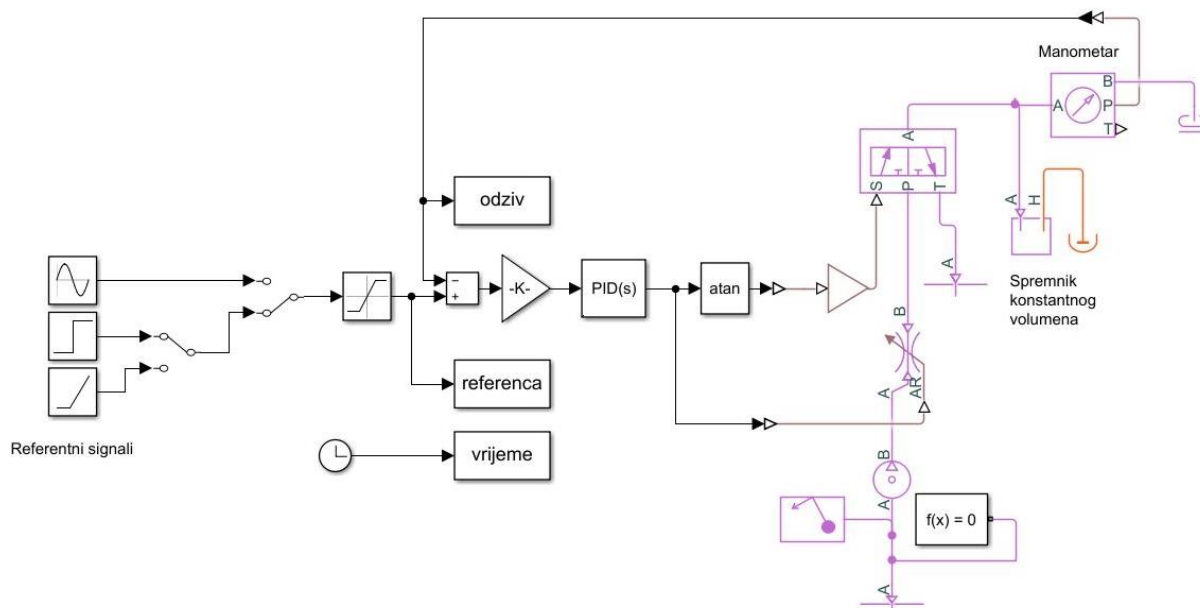 Manometar
B
A
P
T
A
S
P
T
A
H
A
Spremnik
konstantnog
volumena
odziv
−
+
-K-
PID(s)
atan
B
A
AR
referenca
Referentni signali
vrijeme
B
A
f(x) = 0
A